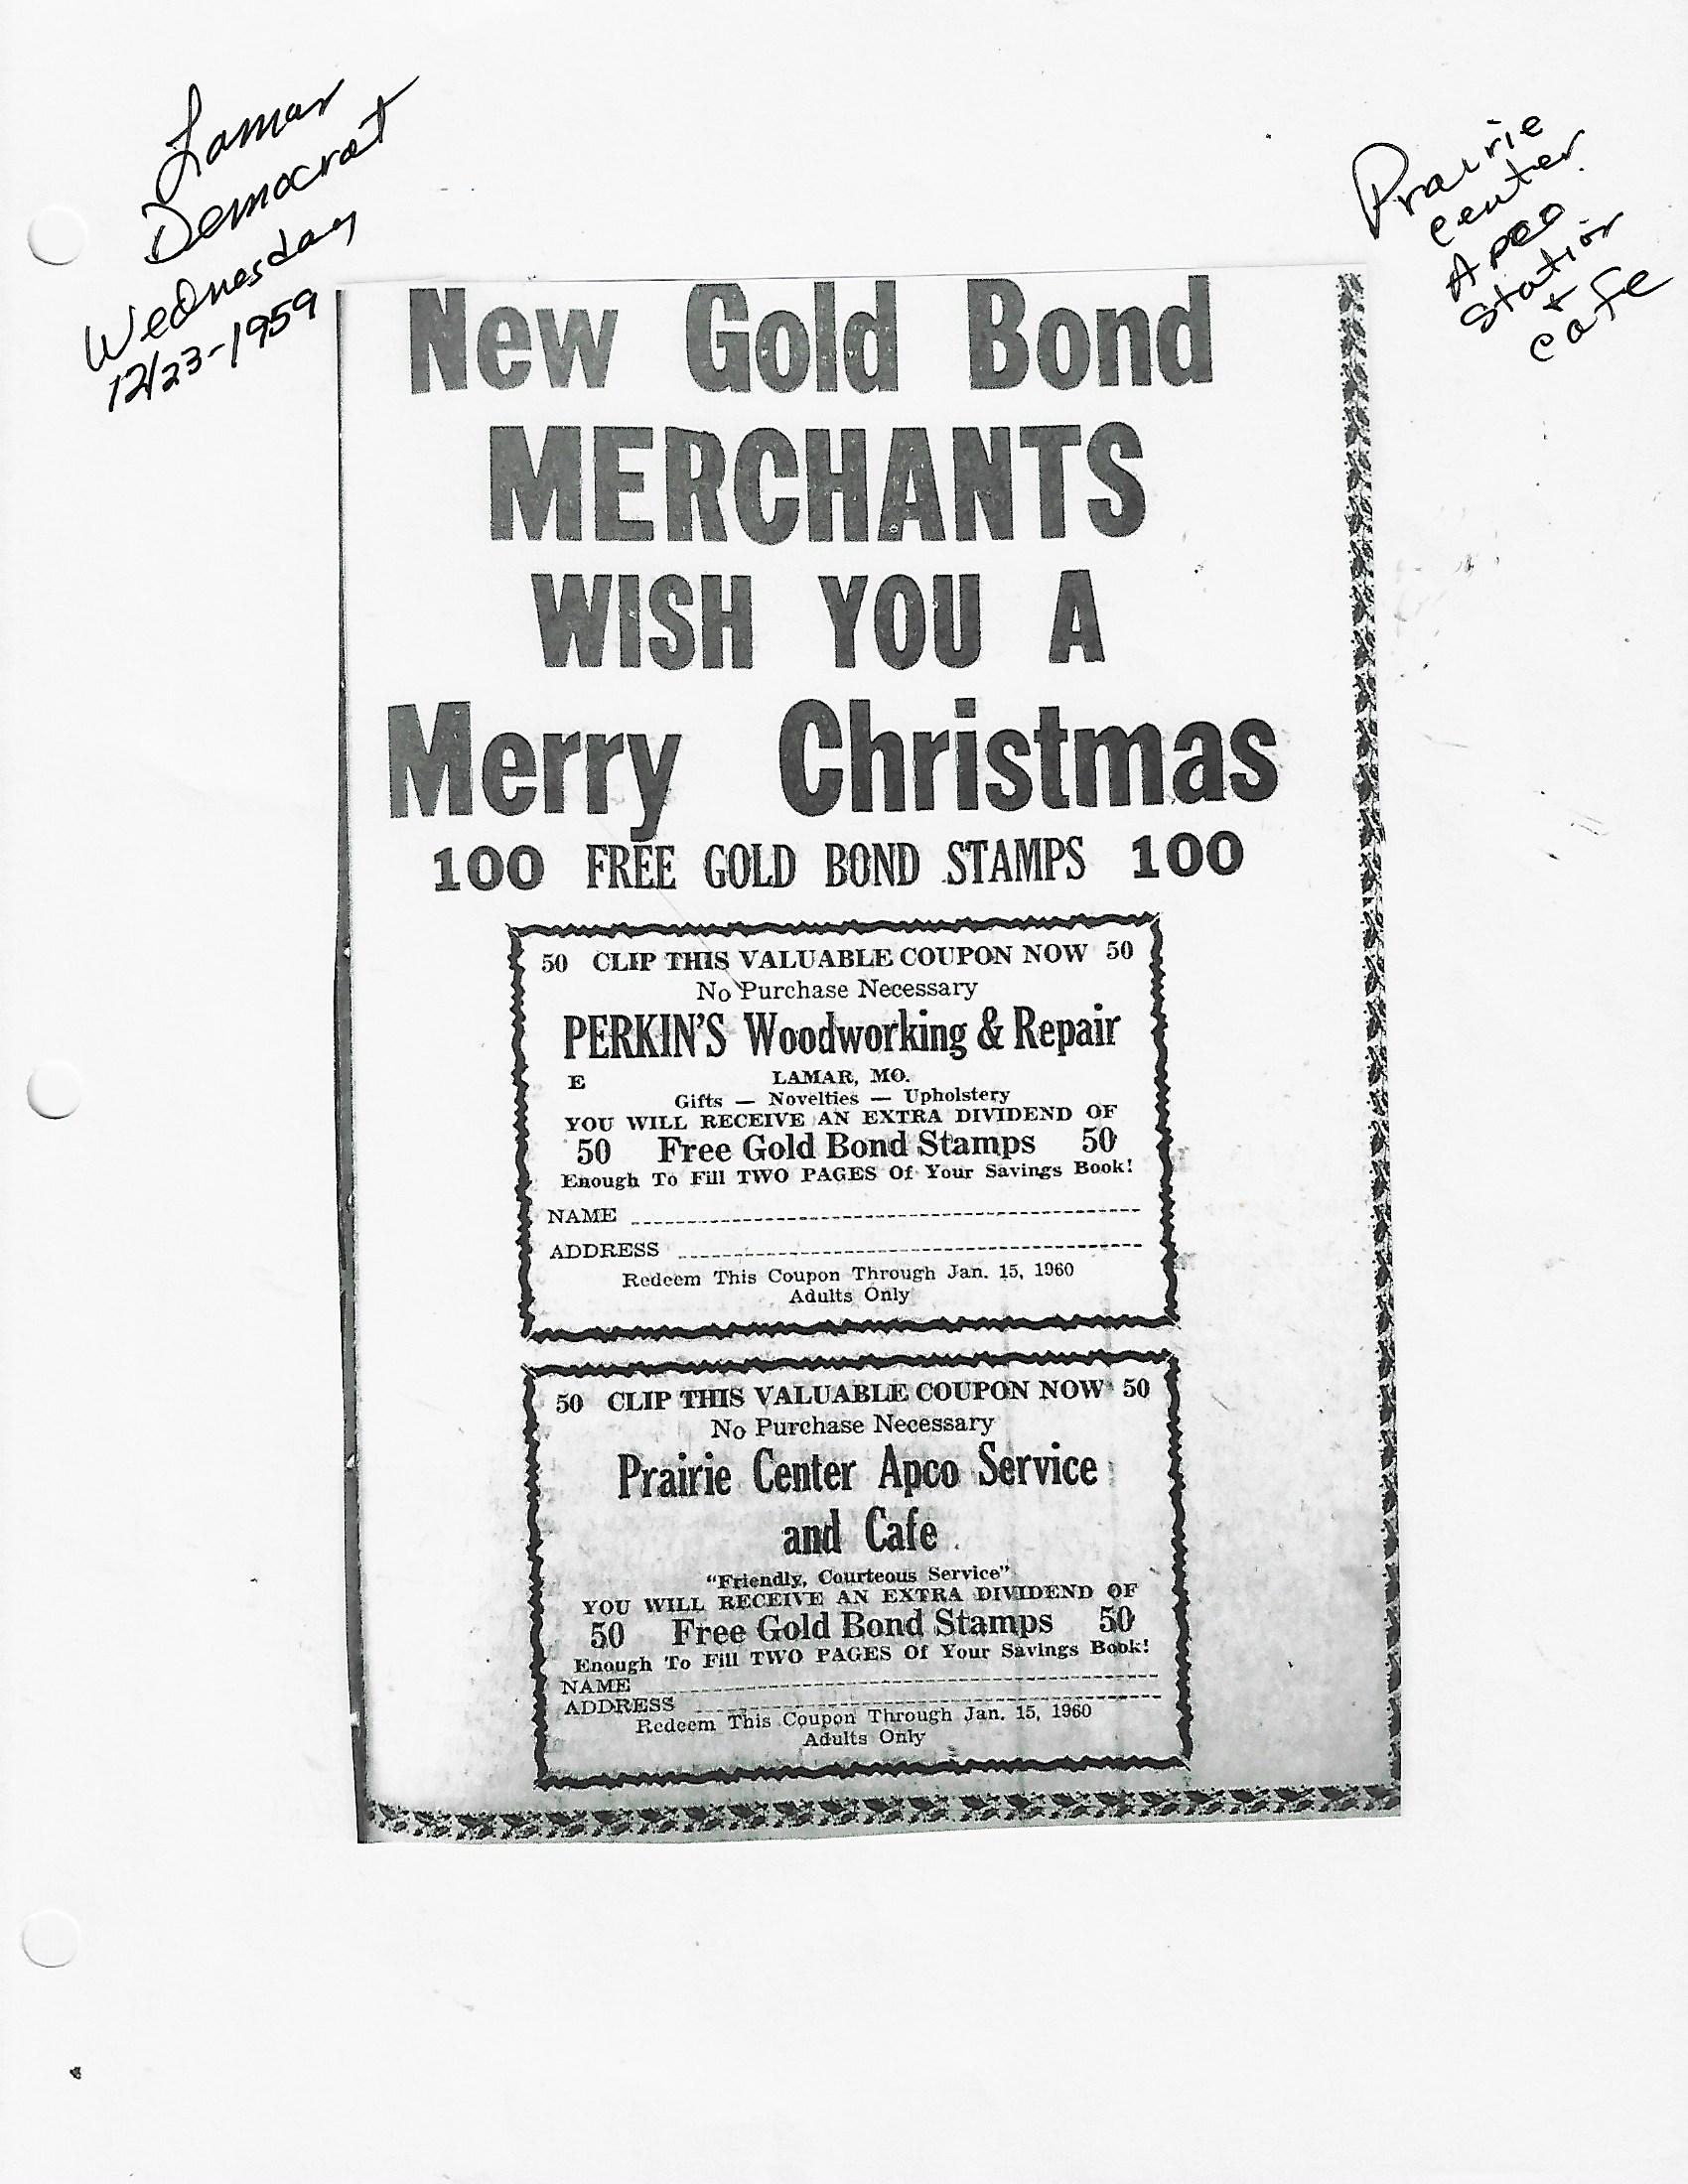 Lamar
Democrat
Wednesday
12/23-1959
Prairie
center
Apco
Station
+
Cafe
New Gold Bond
MERCHANTS
WISH YOU A
Merry Christmas
100 FREE GOLD BOND STAMPS 100
50 CLIP THIS VALUABLE COUPON NOW 50
No Purchase Necessary
PERKIN'S Woodworking & Repair
E LAMAR, MO.
Gifts — Novelties — Upholstery
YOU WILL RECEIVE AN EXTRA DIVIDEND OF
50 Free Gold Bond Stamps 50
Enough To Fill TWO PAGES Of Your Savings Book!
NAME
ADDRESS
Redeem This Coupon Through Jan. 15, 1960
Adults Only
50 CLIP THIS VALUABLE COUPON NOW 50
No Purchase Necessary
Prairie Center Apco Service
and Cafe
"Friendly, Courteous Service"
YOU WILL RECEIVE AN EXTRA DIVIDEND OF
50 Free Gold Bond Stamps 50
Enough To Fill TWO PAGES Of Your Savings Book!
NAME
ADDRESS
Redeem This Coupon Through Jan. 15, 1960
Adults Only